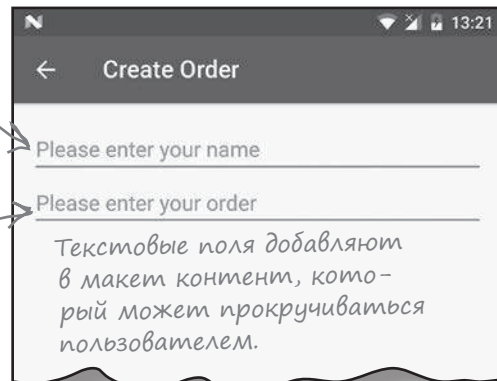 13:21
Create Order
Please enter your name
Please enter your order
Текстовые поля добавляют
в макет контент, кото-
рый может прокручиваться
пользователем.